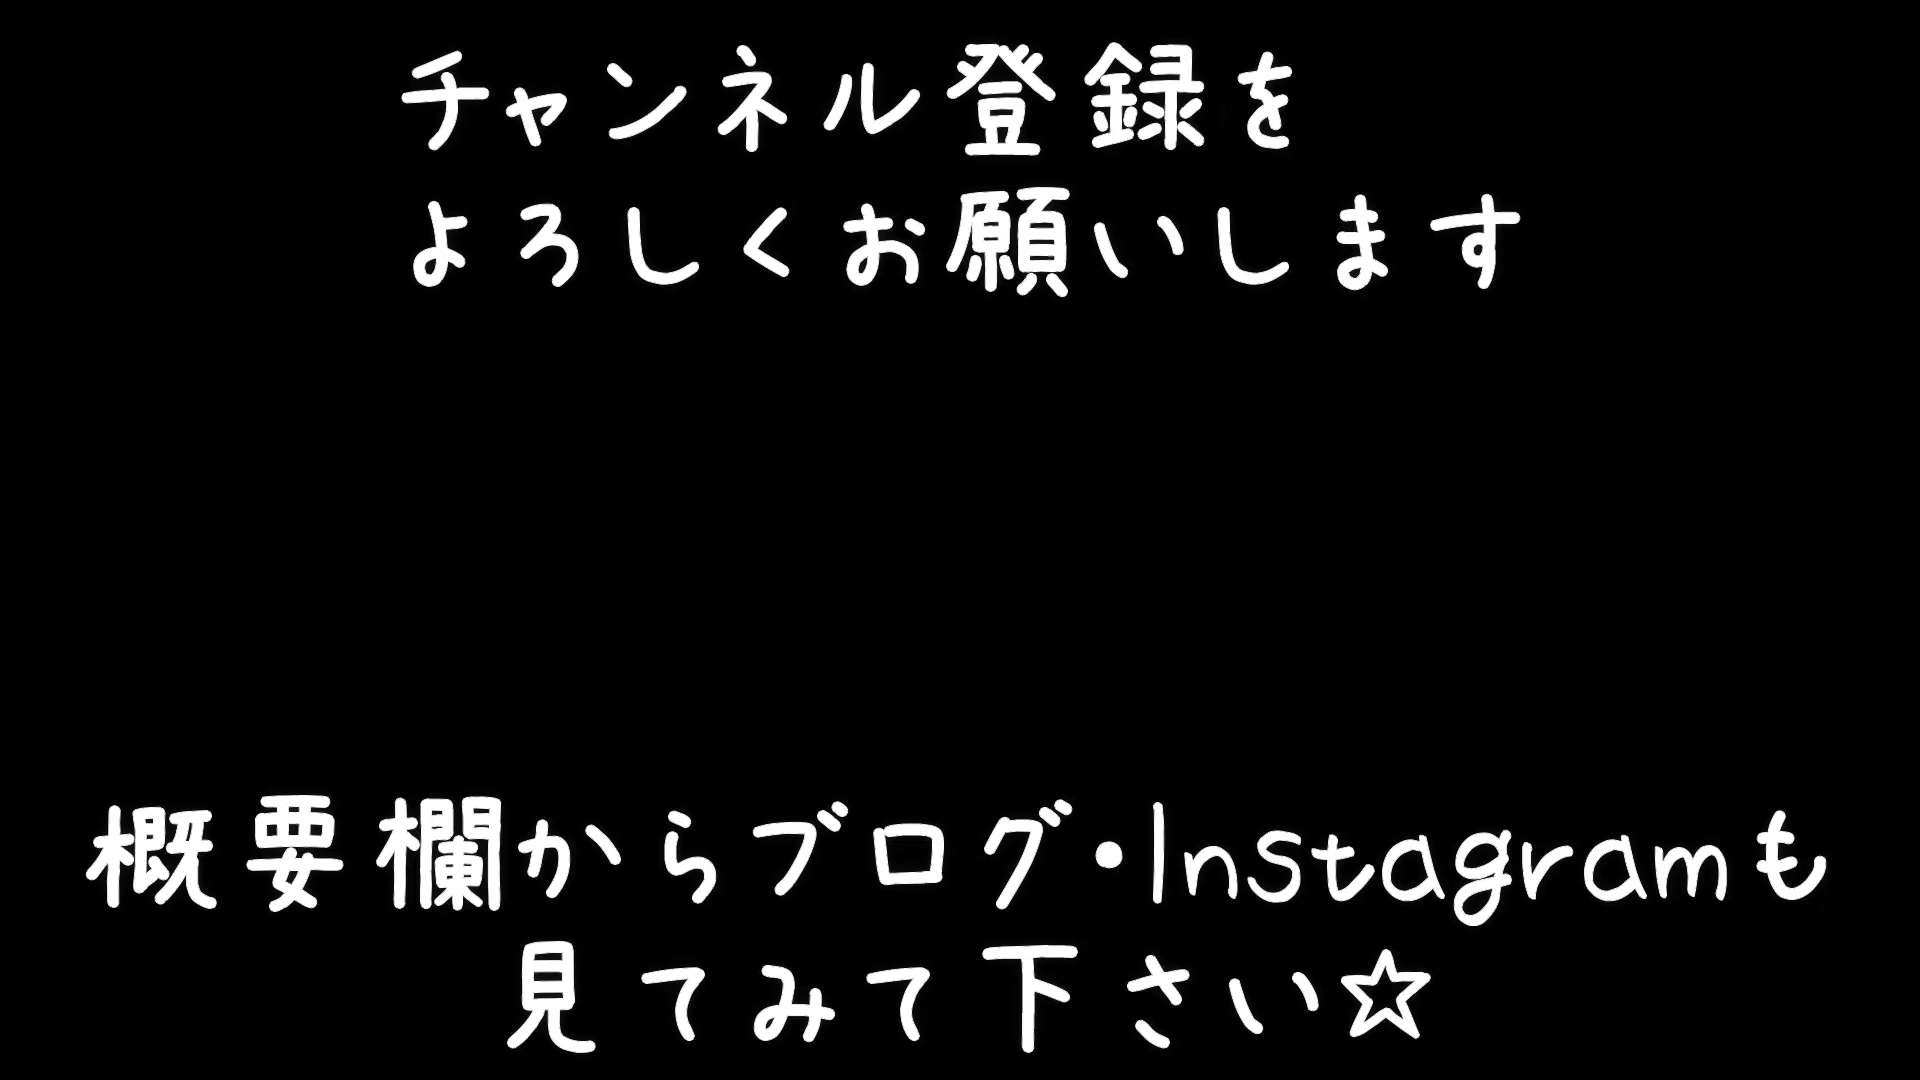 チャンネル登録を
よろしくお願いします
概要欄からブログ・Instagramも
見てみて下さい☆